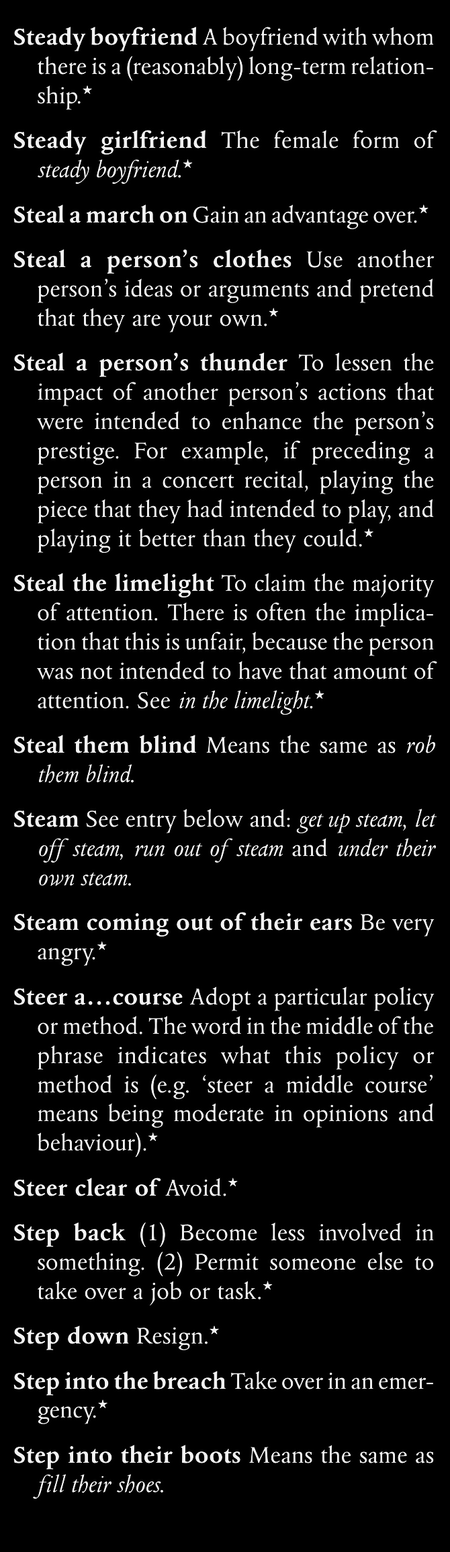 Steady boyfriend A boyfriend with whom
there is a (reasonably) long-term relation-
ship.★
Steady girlfriend The female form of
steady boyfriend.★
Steal a march on Gain an advantage over.★
Steal a person's clothes Use another
person's ideas or arguments and pretend
that they are your own.★
Steal a person's thunder To lessen the
impact of another person's actions that
were intended to enhance the person's
prestige. For example, if preceding a
person in a concert recital, playing the
piece that they had intended to play, and
playing it better than they could.★
Steal the limelight To claim the majority
of attention. There is often the implica-
tion that this is unfair, because the person
was not intended to have that amount of
attention. See in the limelight.★
Steal them blind Means the same as rob
them blind.
Steam See entry below and: get up steam, let
off steam, run out of steam and under their
own steam.
Steam coming out of their ears Be very
angry.★
Steer a…course Adopt a particular policy
or method. The word in the middle of the
phrase indicates what this policy or
method is (e.g. ‘steer a middle course’
means being moderate in opinions and
behaviour).★
Steer clear of Avoid.★
Step back (1) Become less involved in
something. (2) Permit someone else to
take over a job or task.★
Step down Resign.★
Step into the breach Take over in an emer-
gency.★
Step into their boots Means the same as
fill their shoes.